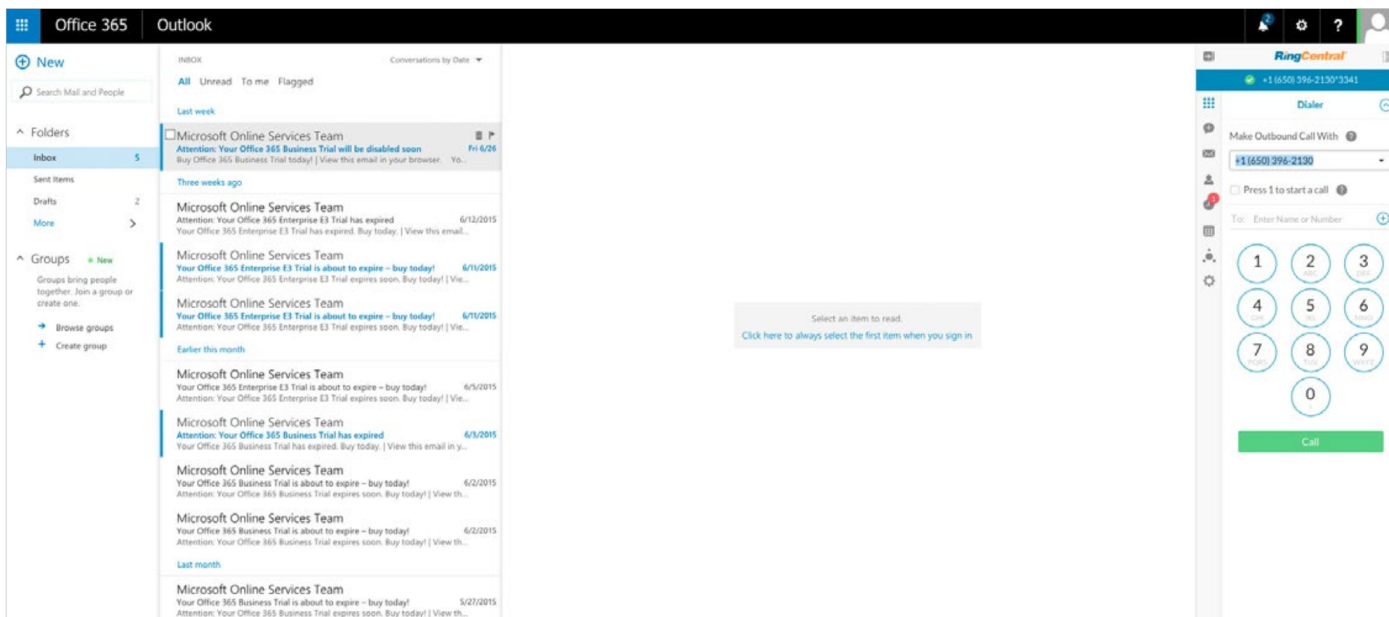 Office 365 Outlook 2 ?
New
Search Mail and People
Folders
Inbox 5
Sent Items
Drafts 2
More
Groups New
Groups bring people
together. Join a group or
create one.
Browse groups
Create group
INBOX Conversations by Date
All Unread To me Flagged
Last week
Microsoft Online Services Team
Attention: Your Office 365 Business Trial will be disabled soon Fri 6/26
Buy Office 365 Business Trial today! | View this email in your browser. Yo...
Three weeks ago
Microsoft Online Services Team
Attention: Your Office 365 Enterprise E3 Trial has expired 6/12/2015
Your Office 365 Enterprise E3 Trial has expired. Buy today. | View this email...
Microsoft Online Services Team
Your Office 365 Enterprise E3 Trial is about to expire – buy today! 6/11/2015
Attention: Your Office 365 Enterprise E3 Trial expires soon. Buy today! | Vie...
Microsoft Online Services Team
Your Office 365 Enterprise E3 Trial is about to expire – buy today! 6/11/2015
Attention: Your Office 365 Enterprise E3 Trial expires soon. Buy today! | Vie...
Earlier this month
Microsoft Online Services Team
Your Office 365 Enterprise E3 Trial is about to expire – buy today! 6/5/2015
Attention: Your Office 365 Enterprise E3 Trial expires soon. Buy today! | Vie...
Microsoft Online Services Team
Attention: Your Office 365 Business Trial has expired 6/3/2015
Your Office 365 Business Trial has expired. Buy today. | View this email in y...
Microsoft Online Services Team
Your Office 365 Business Trial is about to expire – buy today! 6/2/2015
Attention: Your Office 365 Business Trial expires soon. Buy today! | View th...
Microsoft Online Services Team
Your Office 365 Business Trial is about to expire – buy today! 6/2/2015
Attention: Your Office 365 Business Trial expires soon. Buy today! | View th...
Last month
Microsoft Online Services Team
Your Office 365 Business Trial is about to expire – buy today! 5/27/2015
Attention: Your Office 365 Business Trial expires soon. Buy today! | View th...
Select an item to read.
Click here to always select the first item when you sign in
RingCentral
+1 (650) 396-2130*3341
Dialer
Make Outbound Call With ?
+1 (650) 396-2130
Press 1 to start a call ?
To: Enter Name or Number
1 2 ABC 3 DEF
4 GHI 5 JKL 6 MNO
7 PQRS 8 TUV 9 WXYZ
0
Call